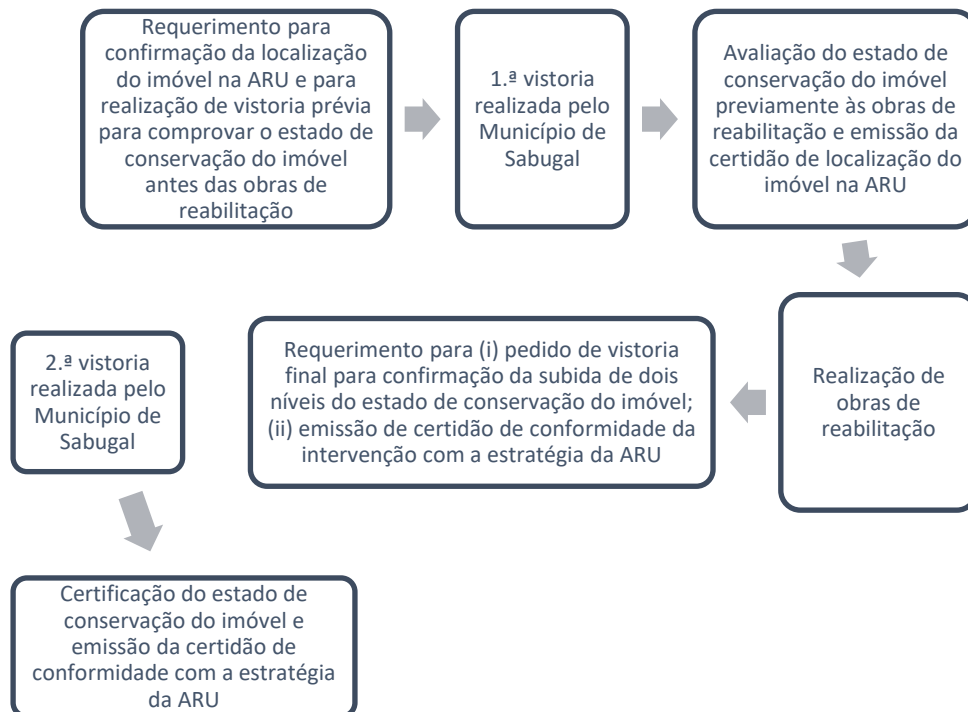 Requerimento para
confirmação da localização
do imóvel na ARU e para
realização de vistoria prévia
para comprovar o estado de
conservação do imóvel
antes das obras de
reabilitação
1.ª vistoria
realizada pelo
Município de
Sabugal
Avaliação do estado de
conservação do imóvel
previamente às obras de
reabilitação e emissão da
certidão de localização do
imóvel na ARU
Realização de
obras de
reabilitação
Requerimento para (i) pedido de vistoria
final para confirmação da subida de dois
níveis do estado de conservação do imóvel;
(ii) emissão de certidão de conformidade da
intervenção com a estratégia da ARU
2.ª vistoria
realizada pelo
Município de
Sabugal
Certificação do estado de
conservação do imóvel e
emissão da certidão de
conformidade com a estratégia
da ARU